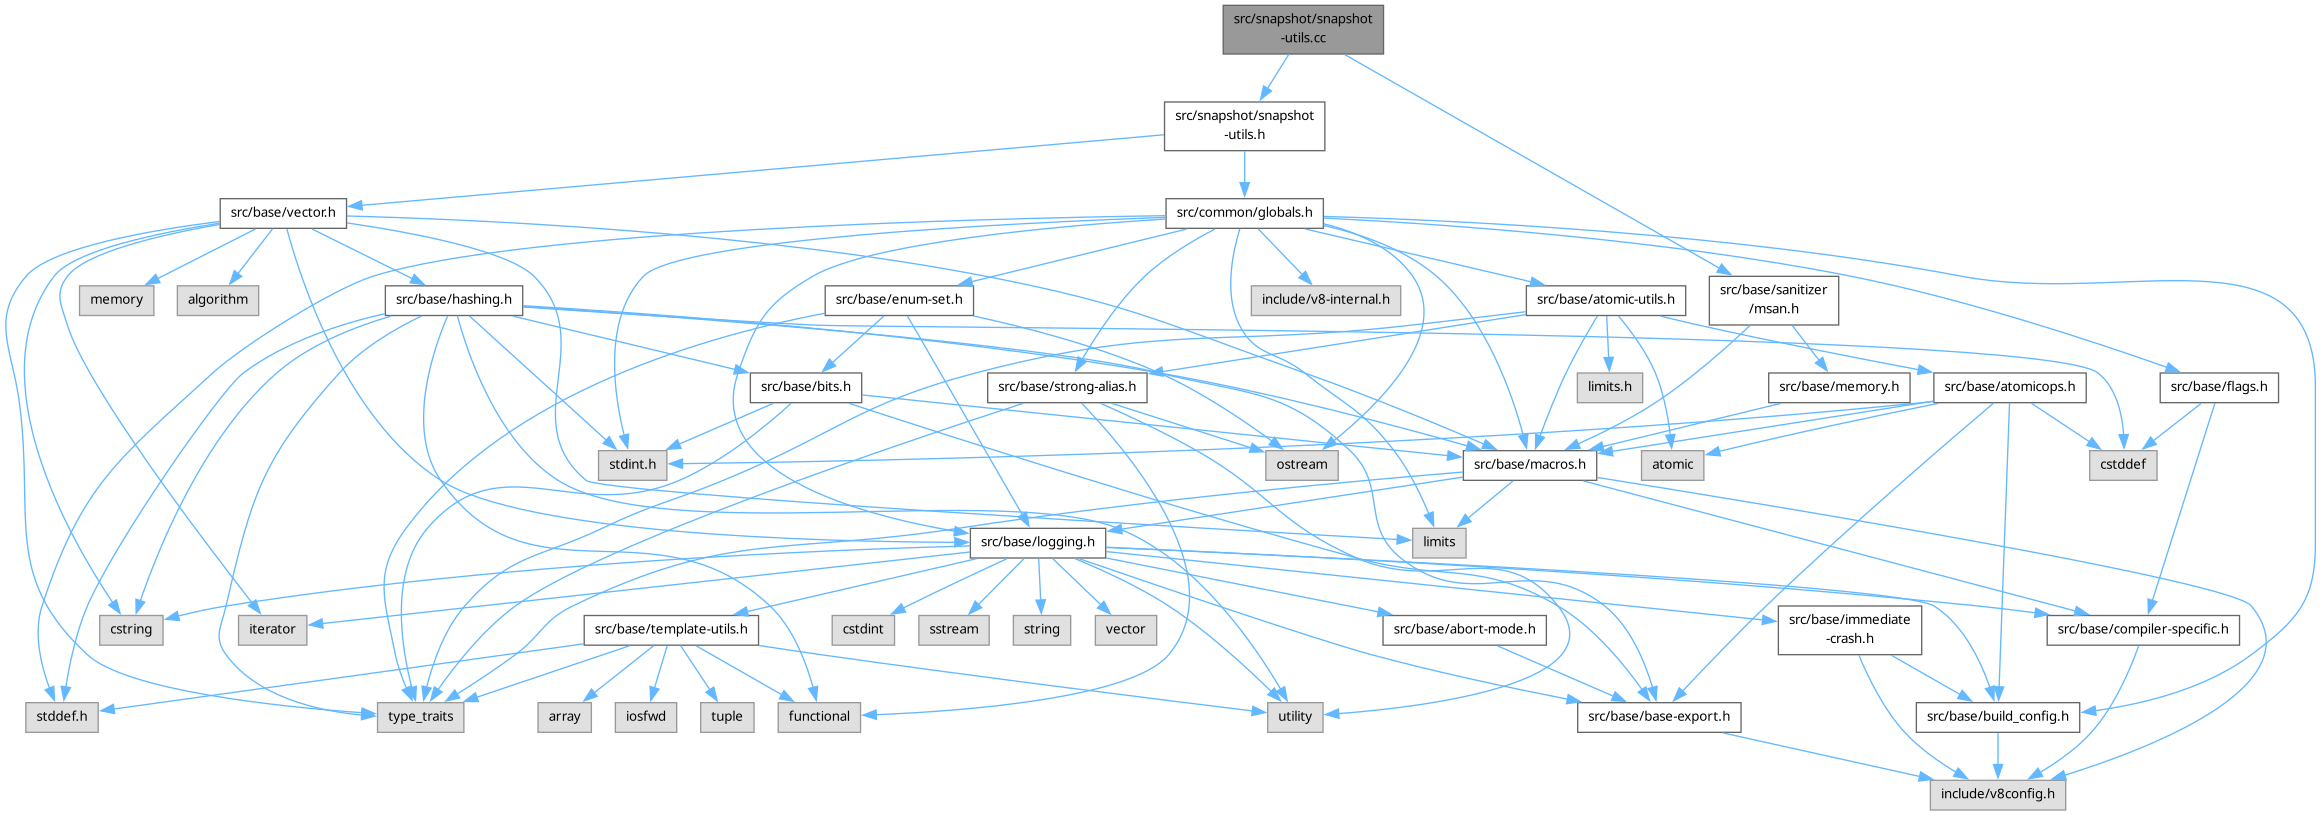 src/snapshot/snapshot
-utils.cc
src/snapshot/snapshot
-utils.h
src/base/vector.h
src/common/globals.h
memory
algorithm
src/base/hashing.h
src/base/enum-set.h
include/v8-internal.h
src/base/atomic-utils.h
src/base/sanitizer
/msan.h
src/base/bits.h
src/base/strong-alias.h
limits.h
src/base/memory.h
src/base/atomicops.h
src/base/flags.h
stdint.h
ostream
src/base/macros.h
atomic
cstddef
src/base/logging.h
limits
cstring
iterator
src/base/template-utils.h
cstdint
sstream
string
vector
src/base/abort-mode.h
src/base/immediate
-crash.h
src/base/compiler-specific.h
stddef.h
type_traits
array
iosfwd
tuple
functional
utility
src/base/base-export.h
src/base/build_config.h
include/v8config.h